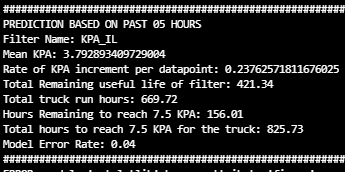 ##########################################################
PREDICTION BASED ON PAST 05 HOURS
Filter Name: KPA_IL
Mean KPA: 3.792893409729004
Rate of KPA increment per datapoint: 0.23762571811676025
Total Remaining useful life of filter: 421.34
Total truck run hours: 669.72
Hours Remaining to reach 7.5 KPA: 156.01
Total hours to reach 7.5 KPA for the truck: 825.73
Model Error Rate: 0.04
##########################################################